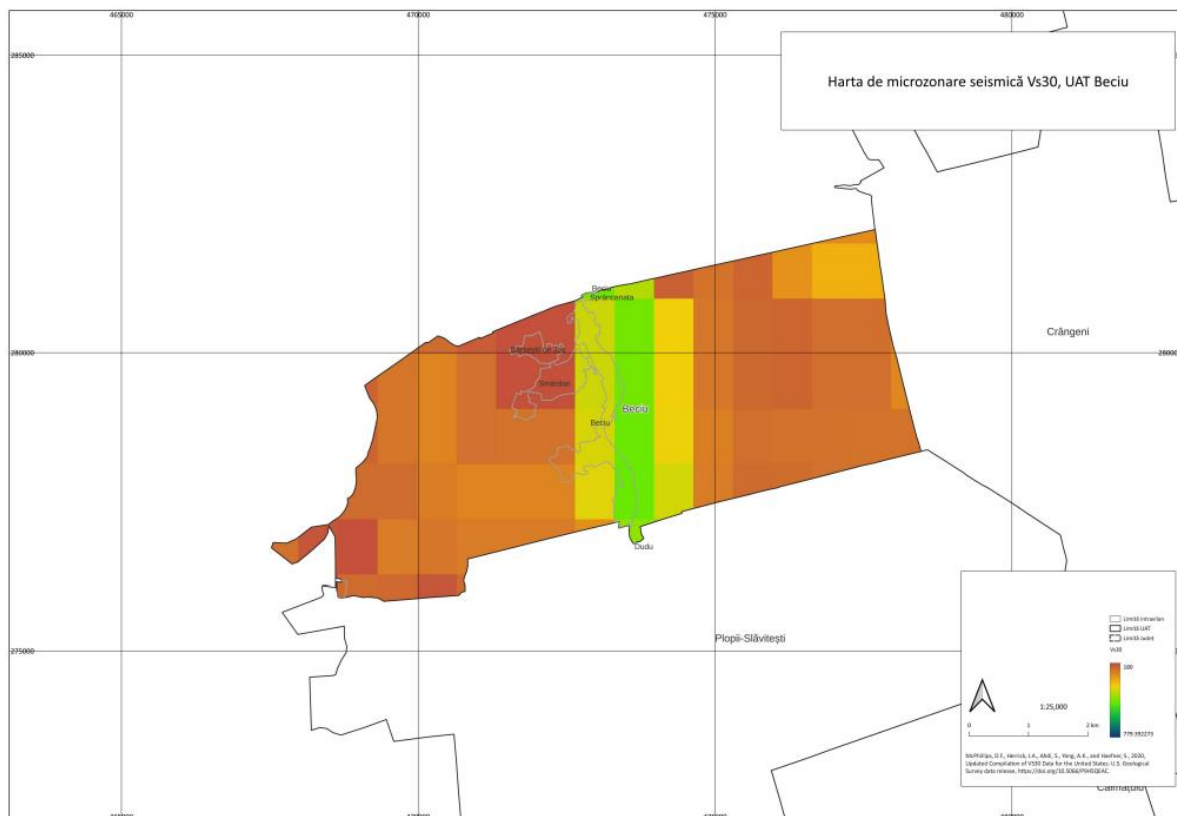 465000
470000
475000
480000
285000
Harta de microzonare seismică Vs30, UAT Beciu
Beciu
Sprâncenata
Crângeni
280000
Smârdan
Beciu
Beciu
Dudu
Plopii-Slăvitești
275000
Limită intravilan
Limită UAT
Limită județ
Vs30
180
779.392273
1:25,000
0 1 2 km
McPhillips, D.F., Herrick, J.A., Ahdi, S., Yong, A.K., and Haefner, S., 2020,
Updated Compilation of VS30 Data for the United States: U.S. Geological
Survey data release, https://doi.org/10.5066/P9H5QEAC.